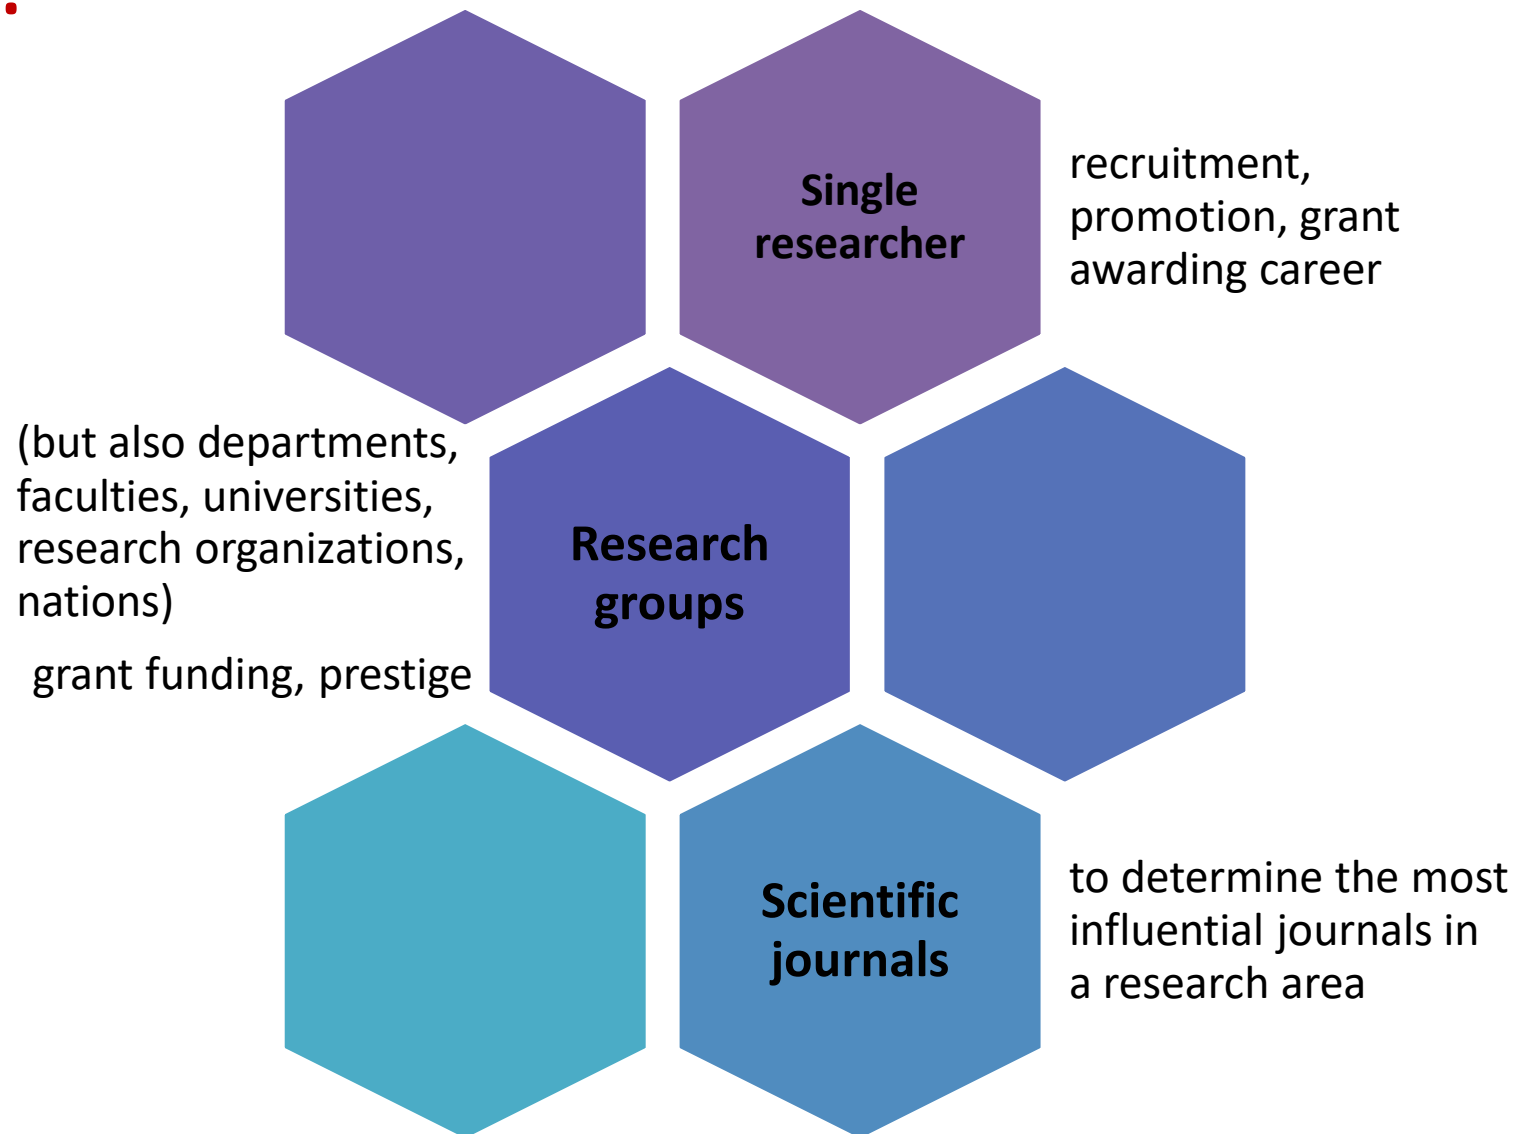 Single
researcher
recruitment,
promotion, grant
awarding career
(but also departments,
faculties, universities,
research organizations,
nations)
grant funding, prestige
Research
groups
Scientific
journals
to determine the most
influential journals in
a research area